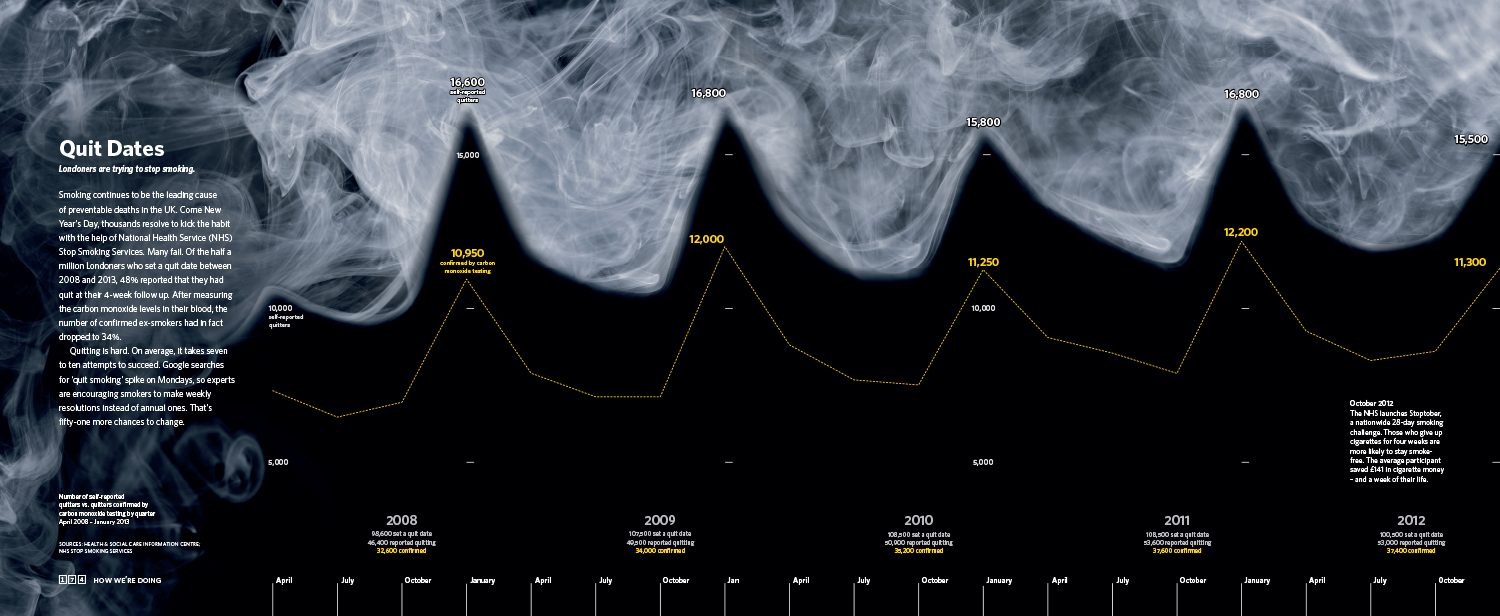 Quit Dates
Londoners are trying to stop smoking.
Smoking continues to be the leading cause
of preventable deaths in the UK. Come New
Year's Day, thousands resolve to kick the habit
with the help of National Health Service (NHS)
Stop Smoking Services. Many fail. Of the half a
million Londoners who set a quit date between
2008 and 2013, 48% reported that they had
quit at their 4-week follow up. After measuring
the carbon monoxide levels in their blood, the
number of confirmed ex-smokers had in fact
dropped to 34%.
Quitting is hard. On average, it takes seven
to ten attempts to succeed. Google searches
for 'quit smoking' spike on Mondays, so experts
are encouraging smokers to make weekly
resolutions instead of annual ones. That's
fifty-one more chances to change.
Number of self-reported
quitters vs. quitters confirmed by
carbon monoxide testing by quarter
April 2008 – January 2013
SOURCES: HEALTH & SOCIAL CARE INFORMATION CENTRE;
NHS STOP SMOKING SERVICES
174 HOW WE'RE DOING
16,600
self-reported
quitters
16,800
15,800
16,800
15,500
15,000
10,950
confirmed by carbon
monoxide testing
12,000
11,250
12,200
11,300
10,000
self-reported
quitters
10,000
5,000
5,000
October 2012
The NHS launches Stoptober,
a nationwide 28-day smoking
challenge. Those who give up
cigarettes for four weeks are
more likely to stay smoke-
free. The average participant
saved £141 in cigarette money
– and a week of their life.
2008
98,600 set a quit date
46,400 reported quitting
32,600 confirmed
2009
107,500 set a quit date
49,500 reported quitting
34,000 confirmed
2010
108,500 set a quit date
50,900 reported quitting
35,200 confirmed
2011
108,500 set a quit date
53,600 reported quitting
37,600 confirmed
2012
100,500 set a quit date
53,000 reported quitting
37,400 confirmed
April July October January April July October Jan April July October January April July October January April July October